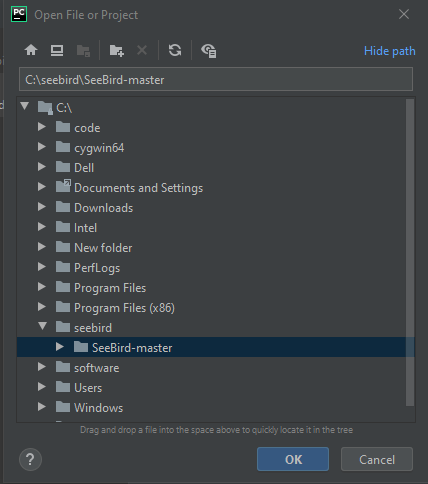 PC Open File or Project
Hide path
C:\seebird\SeeBird-master
C:\
code
cygwin64
Dell
Documents and Settings
Downloads
Intel
New folder
PerfLogs
Program Files
Program Files (x86)
seebird
SeeBird-master
software
Users
Windows
Drag and drop a file into the space above to quickly locate it in the tree
? OK Cancel